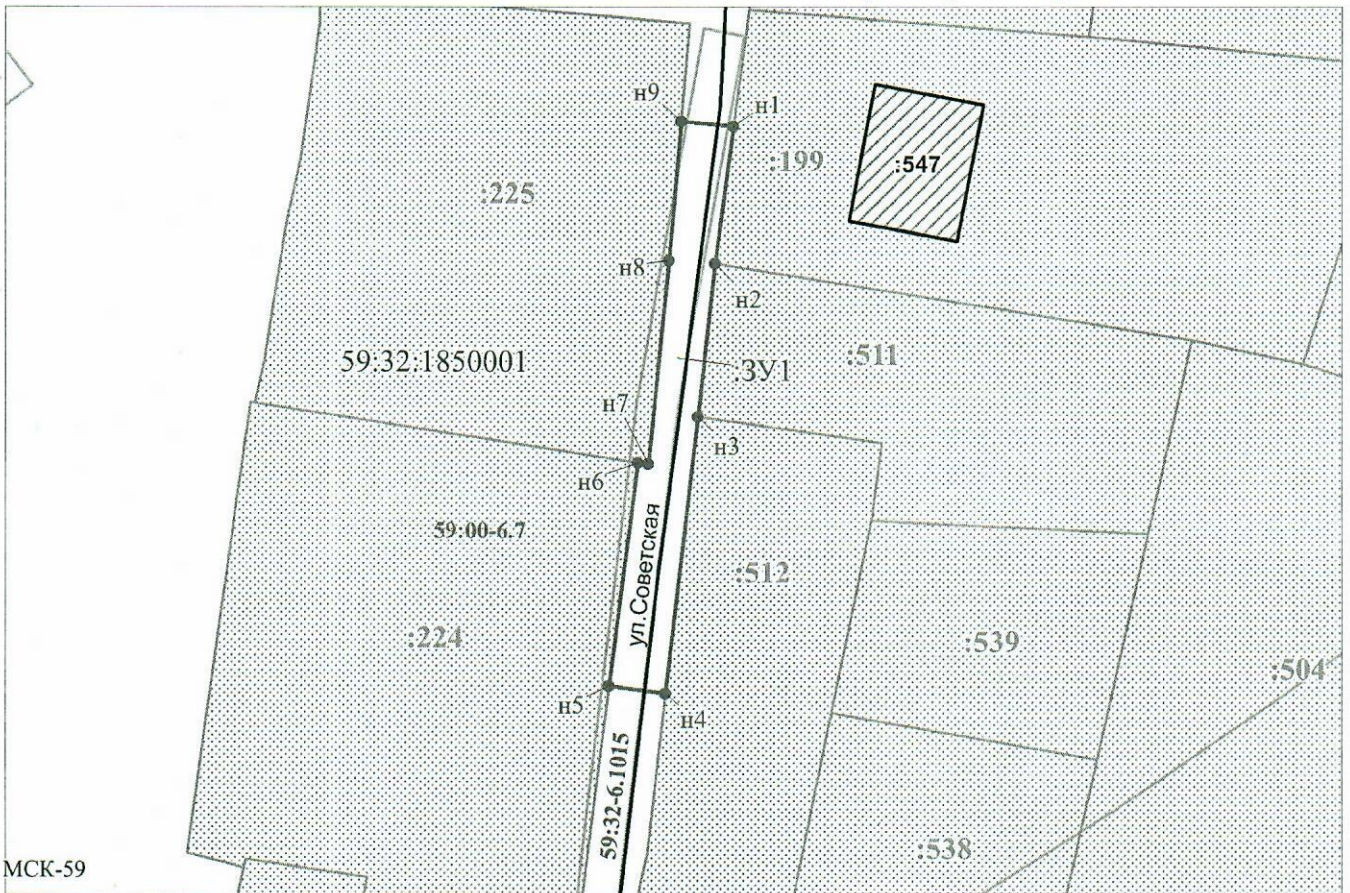 н9
н1
:199
:547
:225
н8
н2
59:32:1850001
:511
:ЗУ1
н7
н3
н6
59:00-6.7
ул.Советская
:512
:224
:539
:504
н5
н4
59:32-6.1015
:538
МСК-59